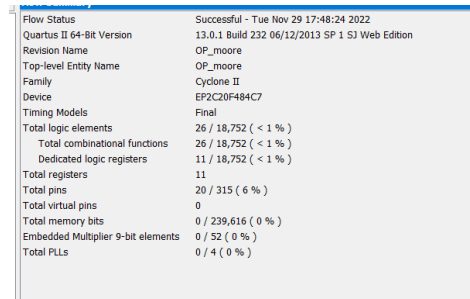 Flow Summary
Flow Status Successful - Tue Nov 29 17:48:24 2022
Quartus II 64-Bit Version 13.0.1 Build 232 06/12/2013 SP 1 SJ Web Edition
Revision Name OP_moore
Top-level Entity Name OP_moore
Family Cyclone II
Device EP2C20F484C7
Timing Models Final
Total logic elements 26 / 18,752 ( < 1 % )
Total combinational functions 26 / 18,752 ( < 1 % )
Dedicated logic registers 11 / 18,752 ( < 1 % )
Total registers 11
Total pins 20 / 315 ( 6 % )
Total virtual pins 0
Total memory bits 0 / 239,616 ( 0 % )
Embedded Multiplier 9-bit elements 0 / 52 ( 0 % )
Total PLLs 0 / 4 ( 0 % )